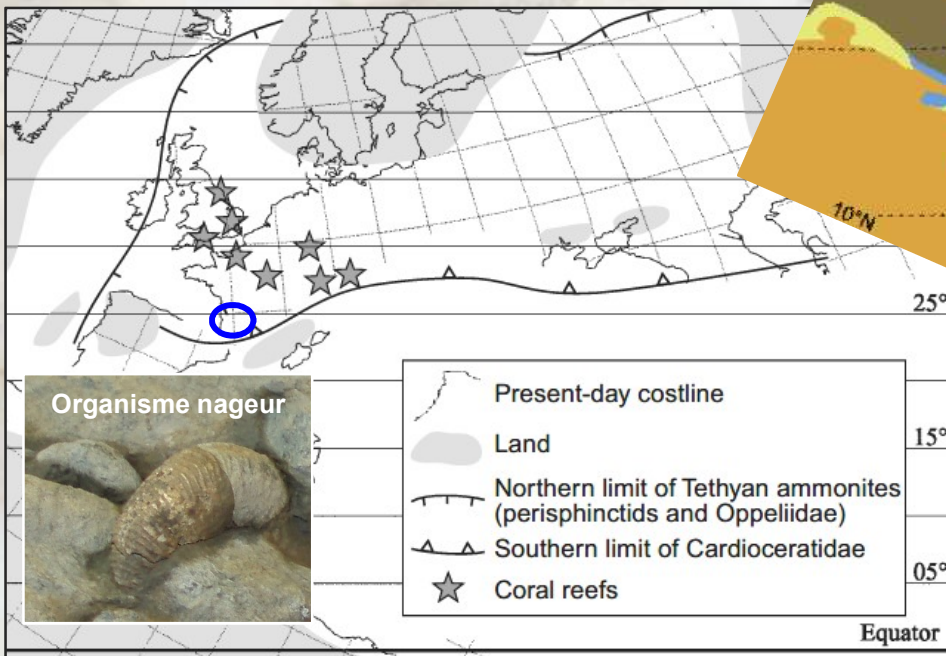 10°N
25°
Organisme nageur
Present-day costline
Land
15°
Northern limit of Tethyan ammonites
(perisphinctids and Oppeliidae)
Southern limit of Cardioceratidae
05°
Coral reefs
Equator